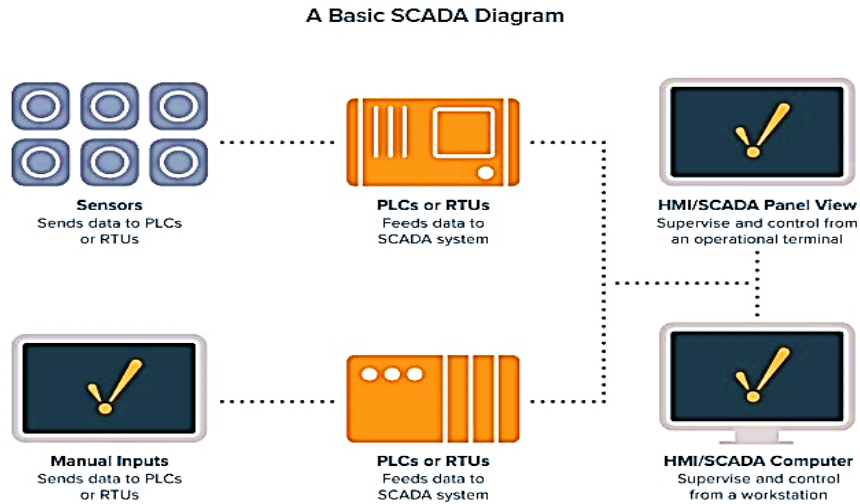 A Basic SCADA Diagram
Sensors
Sends data to PLCs
or RTUs
PLCs or RTUs
Feeds data to
SCADA system
HMI/SCADA Panel View
Supervise and control from
an operational terminal
Manual Inputs
Sends data to PLCs
or RTUs
PLCs or RTUs
Feeds data to
SCADA system
HMI/SCADA Computer
Supervise and control
from a workstation